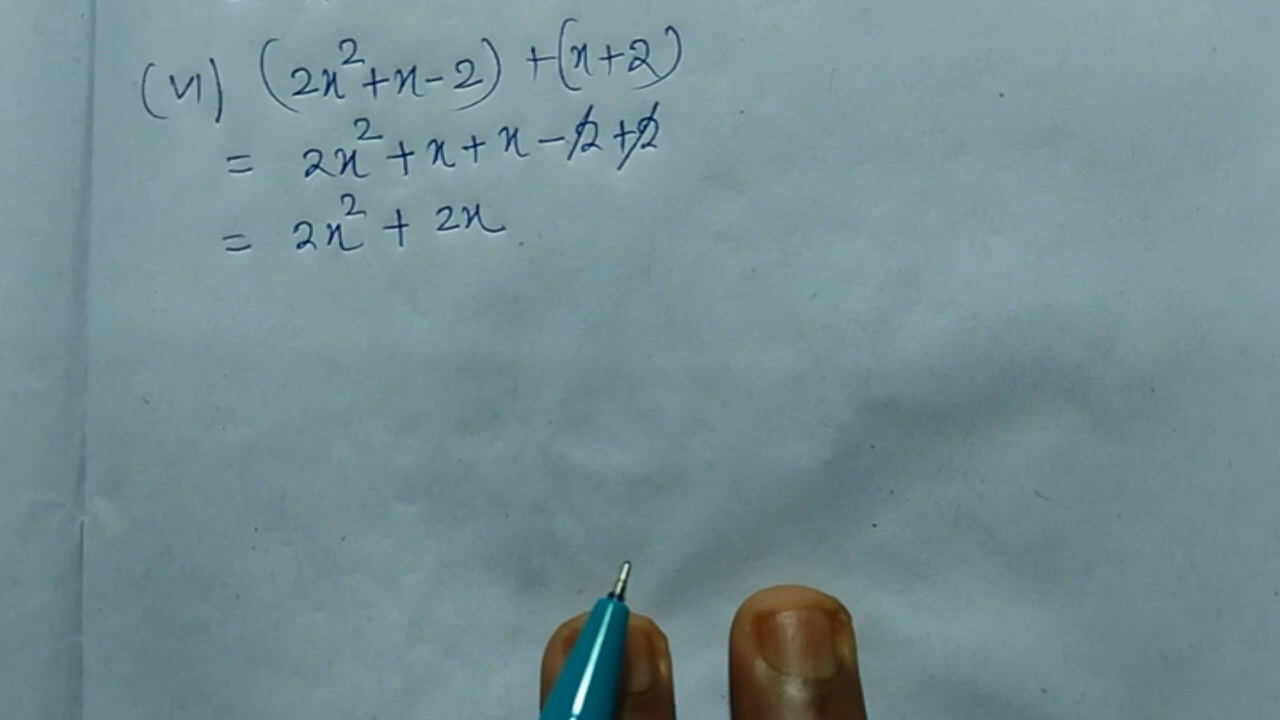 (VI) (2x²+x-2) +(x+2)
= 2x²+x+x-2+2
= 2x² + 2x